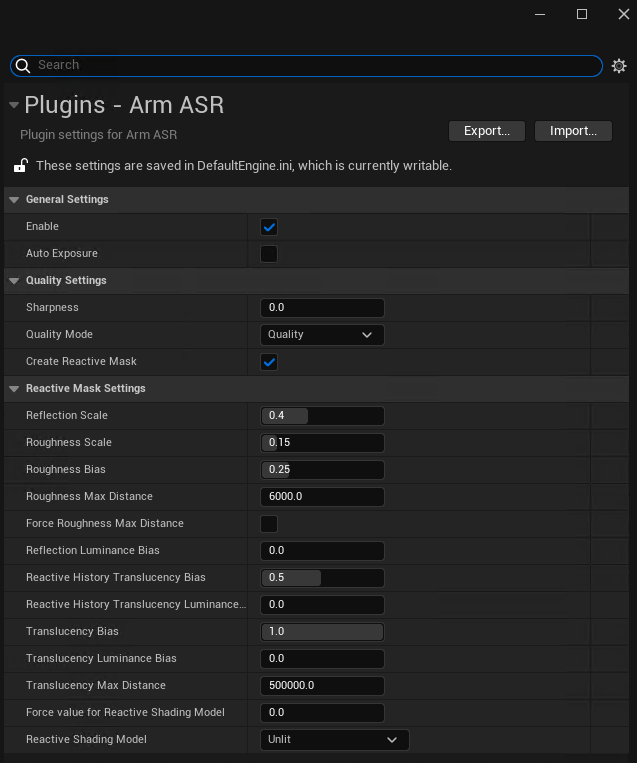 Search
Plugins - Arm ASR
Plugin settings for Arm ASR
Export...
Import...
These settings are saved in DefaultEngine.ini, which is currently writable.
General Settings
Enable
Auto Exposure
Quality Settings
Sharpness 0.0
Quality Mode Quality
Create Reactive Mask
Reactive Mask Settings
Reflection Scale 0.4
Roughness Scale 0.15
Roughness Bias 0.25
Roughness Max Distance 6000.0
Force Roughness Max Distance
Reflection Luminance Bias 0.0
Reactive History Translucency Bias 0.5
Reactive History Translucency Luminance... 0.0
Translucency Bias 1.0
Translucency Luminance Bias 0.0
Translucency Max Distance 500000.0
Force value for Reactive Shading Model 0.0
Reactive Shading Model Unlit